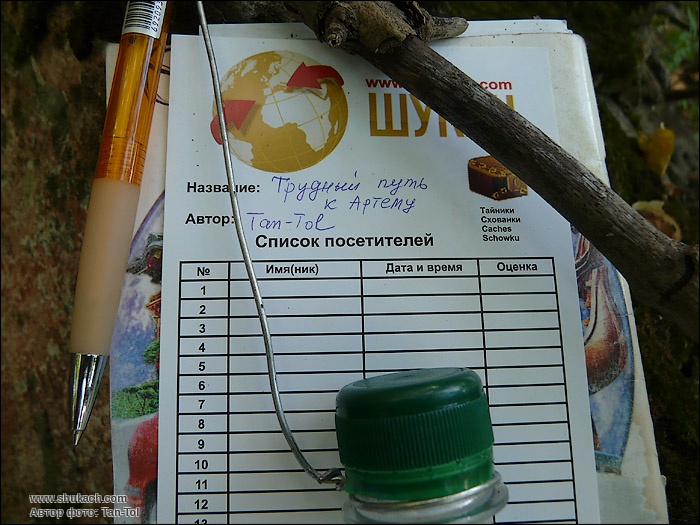 www.
.com
Название: Трудный путь
к Артему
Автор: Tan-Tol
Тайники
Схованки
Caches
Schowku
Список посетителей
№ Имя(ник) Дата и время Оценка
1
2
3
4
5
6
7
8
9
10
11
12
13
www.shukach.com
Автор фото: Tan-Tol